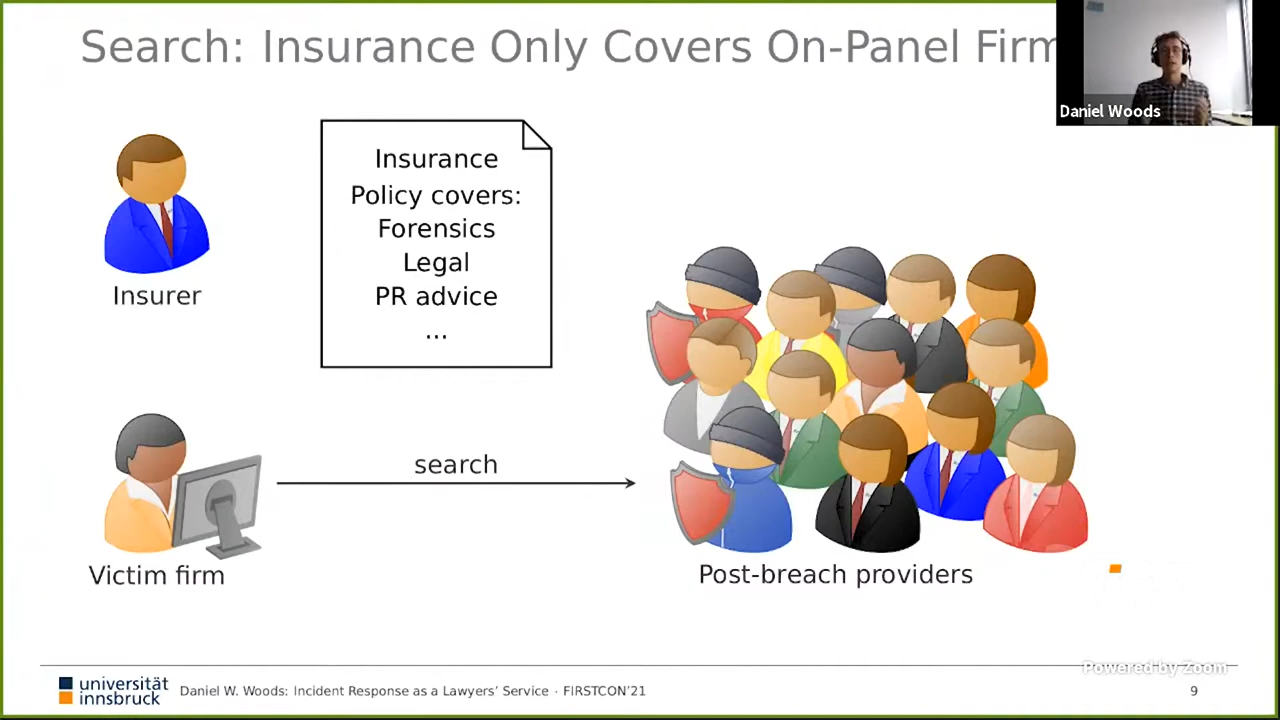 Search: Insurance Only Covers On-Panel Firm
Daniel Woods
Insurance
Policy covers:
Forensics
Legal
PR advice
...
Insurer
search
Victim firm
Post-breach providers
Powered by Zoom
universität
innsbruck
Daniel W. Woods: Incident Response as a Lawyers' Service · FIRSTCON'21
9